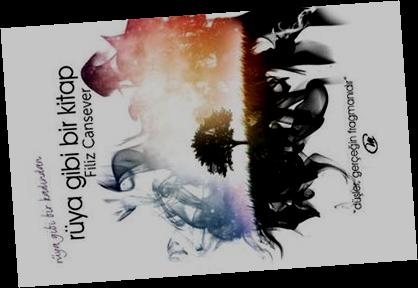 rüya gibi bir kadından
rüya gibi bir kitap
Filiz Cansever
"düşler, gerçeğin fragmanıdır"